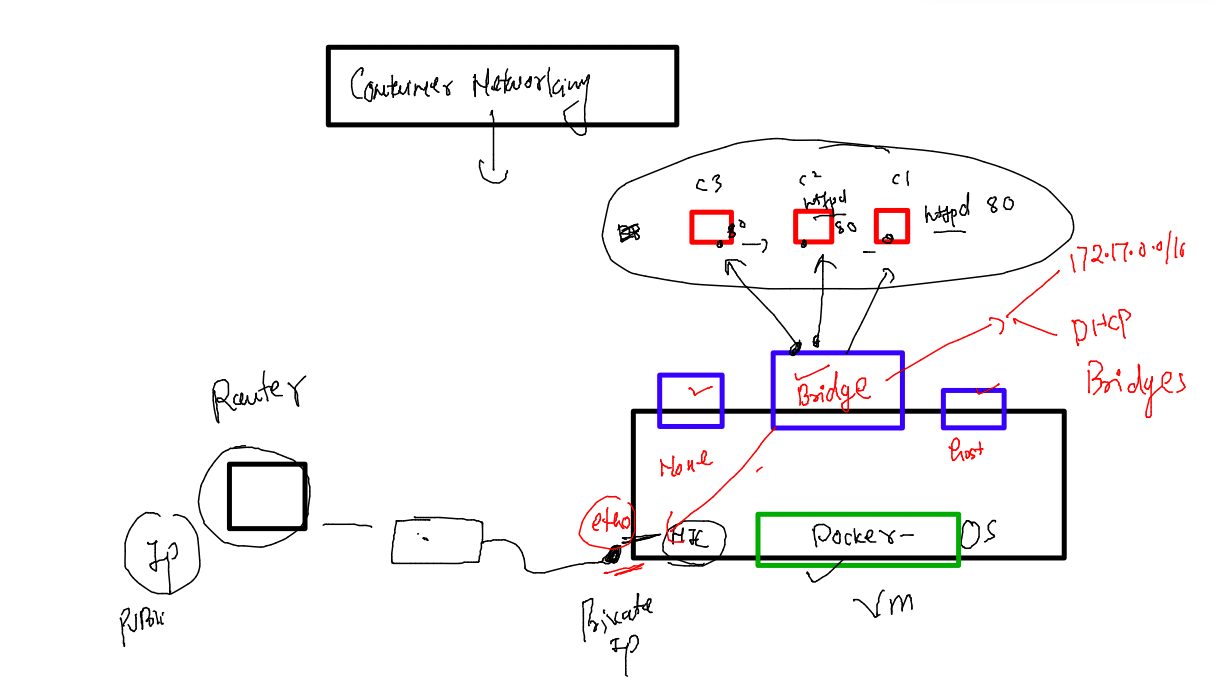 Container Networking
c3
c2
c1
httpd
80
80
httpd 80
172.17.0.0/16
DHCP
Bridges
Router
Bridge
None
host
eth0
NIC
Docker-
OS
IP
Public
Private
IP
VM